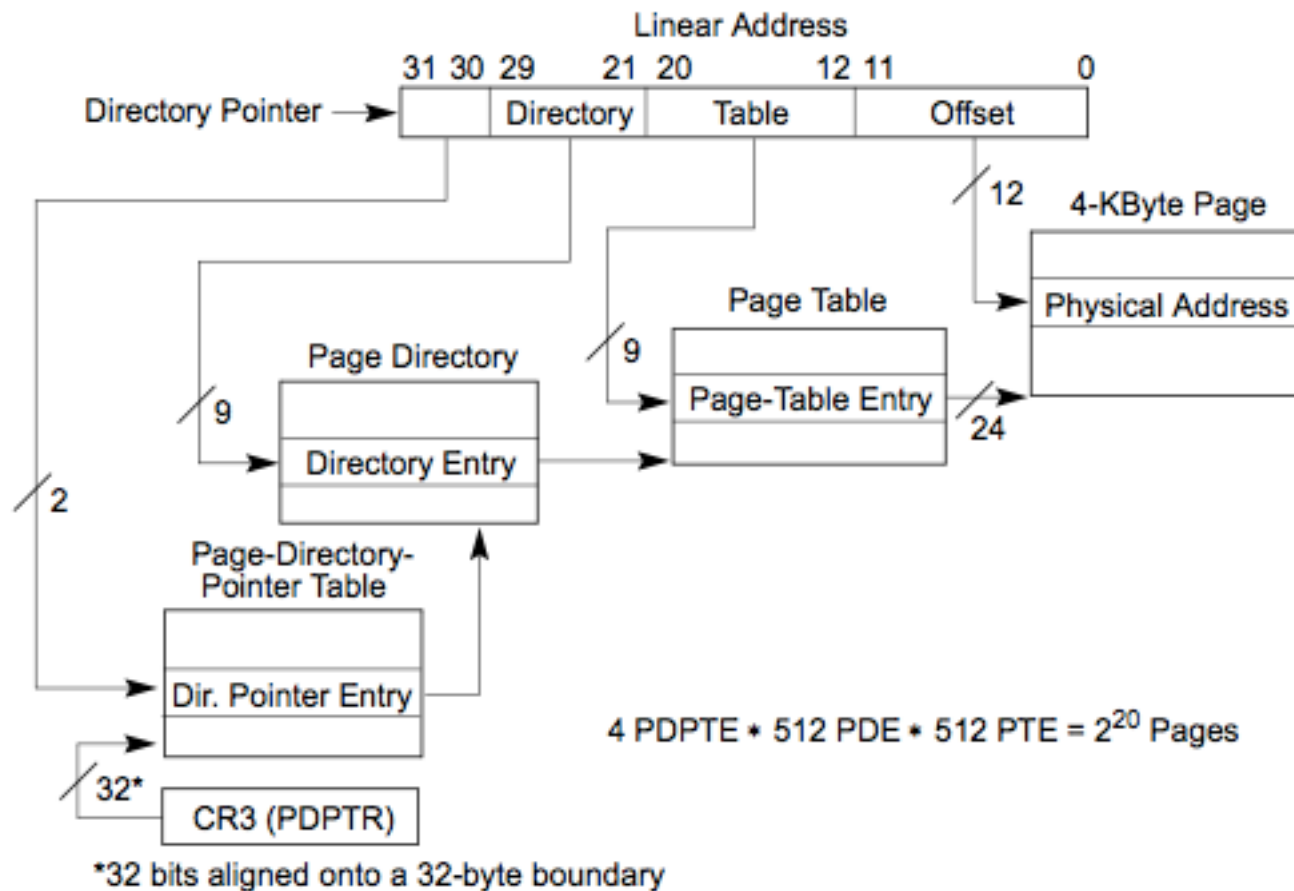 Linear Address
31 30 29 21 20 12 11 0
Directory Pointer
Directory Table Offset
12
4-KByte Page
Physical Address
Page Table
9
Page-Table Entry
24
Page Directory
9
Directory Entry
2
Page-Directory-
Pointer Table
Dir. Pointer Entry
4 PDPTE * 512 PDE * 512 PTE = 2²⁰ Pages
32*
CR3 (PDPTR)
*32 bits aligned onto a 32-byte boundary